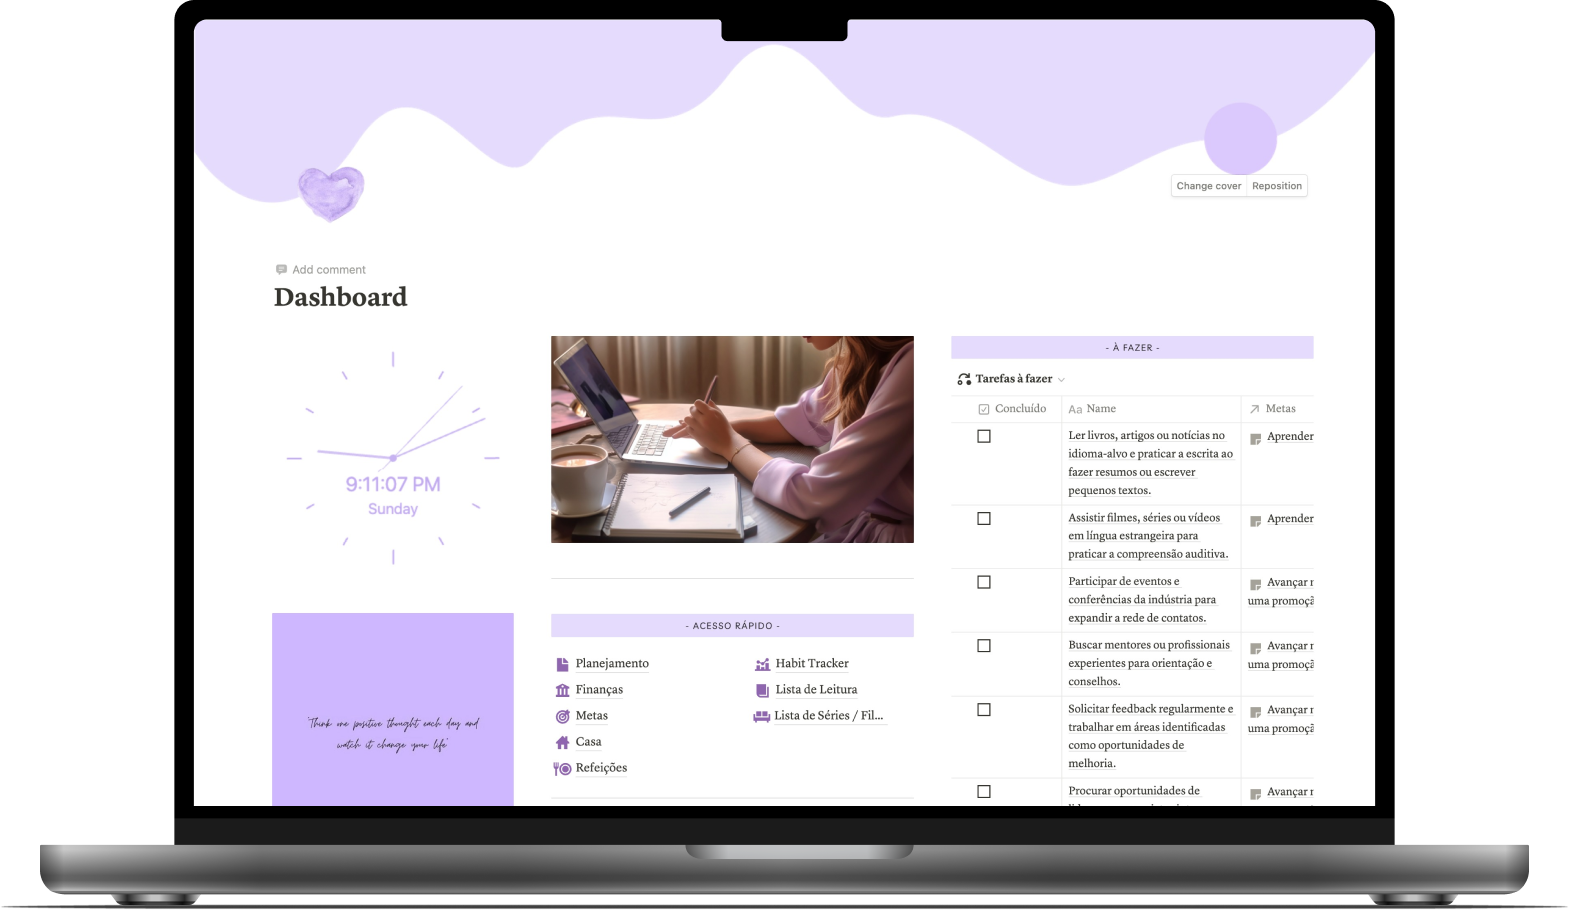 Change cover
Reposition
Add comment
Dashboard
9:11:07 PM
Sunday
'Think one positive thought each day and
watch it change your life'
- ACESSO RÁPIDO -
Planejamento
Finanças
Metas
Casa
Refeições
Habit Tracker
Lista de Leitura
Lista de Séries / Fil...
- À FAZER -
Tarefas à fazer
Concluído
Aa Name
Metas
Ler livros, artigos ou notícias no
idioma-alvo e praticar a escrita ao
fazer resumos ou escrever
pequenos textos.
Aprender
Assistir filmes, séries ou vídeos
em língua estrangeira para
praticar a compreensão auditiva.
Aprender
Participar de eventos e
conferências da indústria para
expandir a rede de contatos.
Avançar
uma
Buscar mentores ou profissionais
experientes para orientação e
conselhos.
Avançar
uma
Solicitar feedback regularmente e
trabalhar em áreas identificadas
como oportunidades de
melhoria.
Avançar
uma
Procurar oportunidades de
Avançar